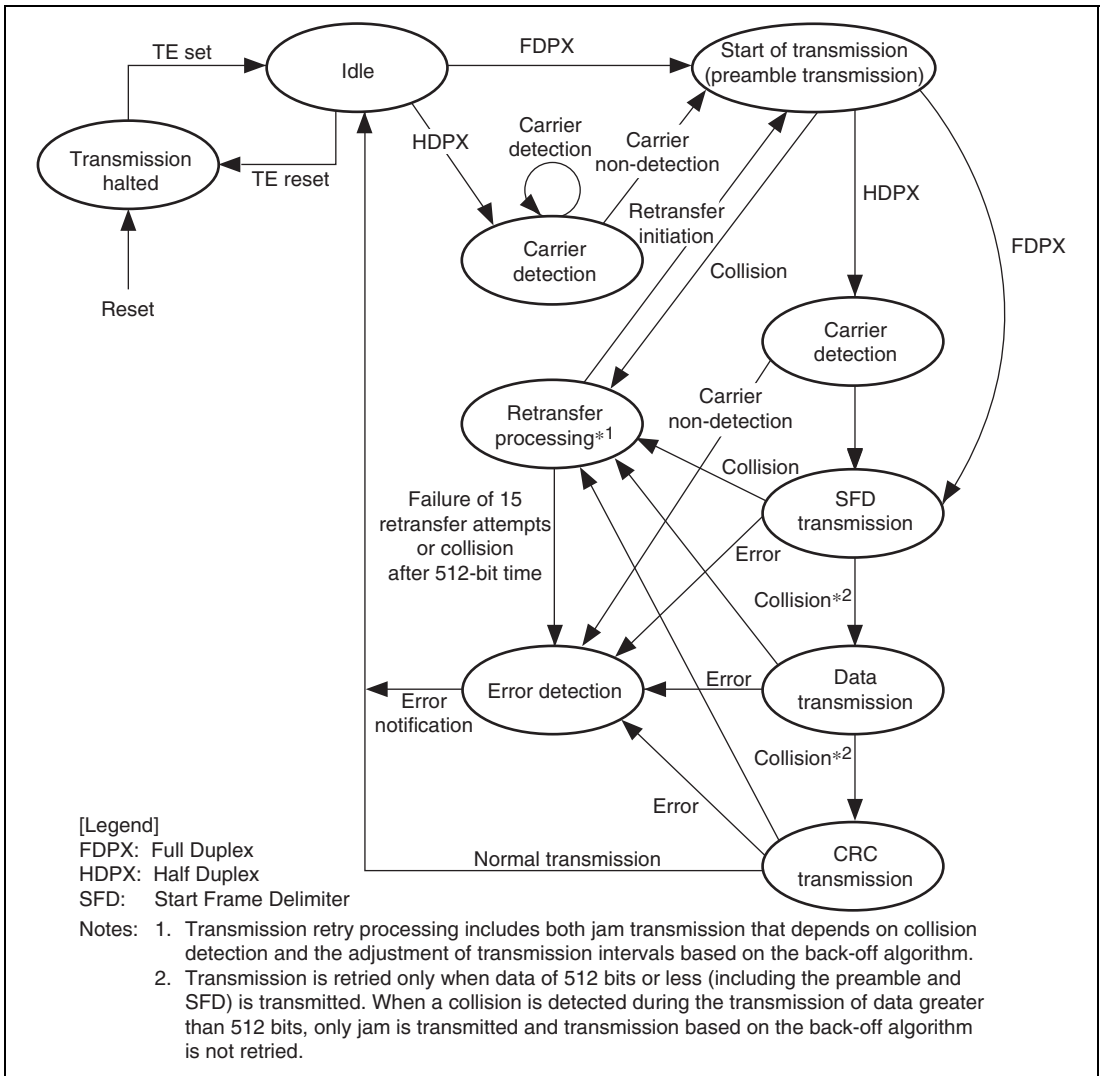 TE set
Idle
FDPX
Start of transmission
(preamble transmission)
Transmission
halted
TE reset
HDPX
Carrier
detection
Carrier
non-detection
Reset
Carrier
detection
Retransfer
initiation
Collision
HDPX
FDPX
Carrier
detection
Retransfer
processing*1
Carrier
non-detection
Collision
SFD
transmission
Failure of 15
retransfer attempts
or collision
after 512-bit time
Error
Collision*2
Error detection
Error
Data
transmission
Error
notification
Collision*2
Error
Normal transmission
CRC
transmission
[Legend]
FDPX: Full Duplex
HDPX: Half Duplex
SFD: Start Frame Delimiter
Notes: 1. Transmission retry processing includes both jam transmission that depends on collision
detection and the adjustment of transmission intervals based on the back-off algorithm.
2. Transmission is retried only when data of 512 bits or less (including the preamble and
SFD) is transmitted. When a collision is detected during the transmission of data greater
than 512 bits, only jam is transmitted and transmission based on the back-off algorithm
is not retried.